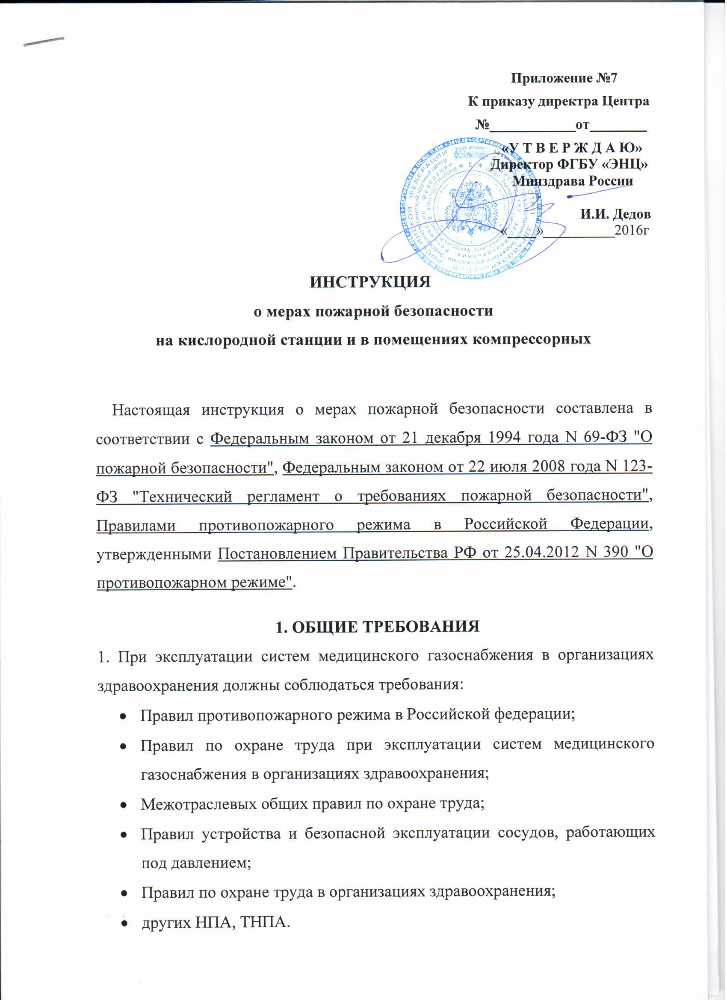 Приложение №7
К приказу директра Центра
№____________от________
«У Т В Е Р Ж Д А Ю»
Директор ФГБУ «ЭНЦ»
Минздрава России
И.И. Дедов
«____»__________2016г
ИНСТРУКЦИЯ
о мерах пожарной безопасности
на кислородной станции и в помещениях компрессорных
Настоящая инструкция о мерах пожарной безопасности составлена в
соответствии с Федеральным законом от 21 декабря 1994 года N 69-ФЗ "О
пожарной безопасности", Федеральным законом от 22 июля 2008 года N 123-
ФЗ "Технический регламент о требованиях пожарной безопасности",
Правилами противопожарного режима в Российской Федерации,
утвержденными Постановлением Правительства РФ от 25.04.2012 N 390 "О
противопожарном режиме".
1. ОБЩИЕ ТРЕБОВАНИЯ
1. При эксплуатации систем медицинского газоснабжения в организациях
здравоохранения должны соблюдаться требования:
• Правил противопожарного режима в Российской федерации;
• Правил по охране труда при эксплуатации систем медицинского
газоснабжения в организациях здравоохранения;
• Межотраслевых общих правил по охране труда;
• Правил устройства и безопасной эксплуатации сосудов, работающих
под давлением;
• Правил по охране труда в организациях здравоохранения;
• других НПА, ТНПА.